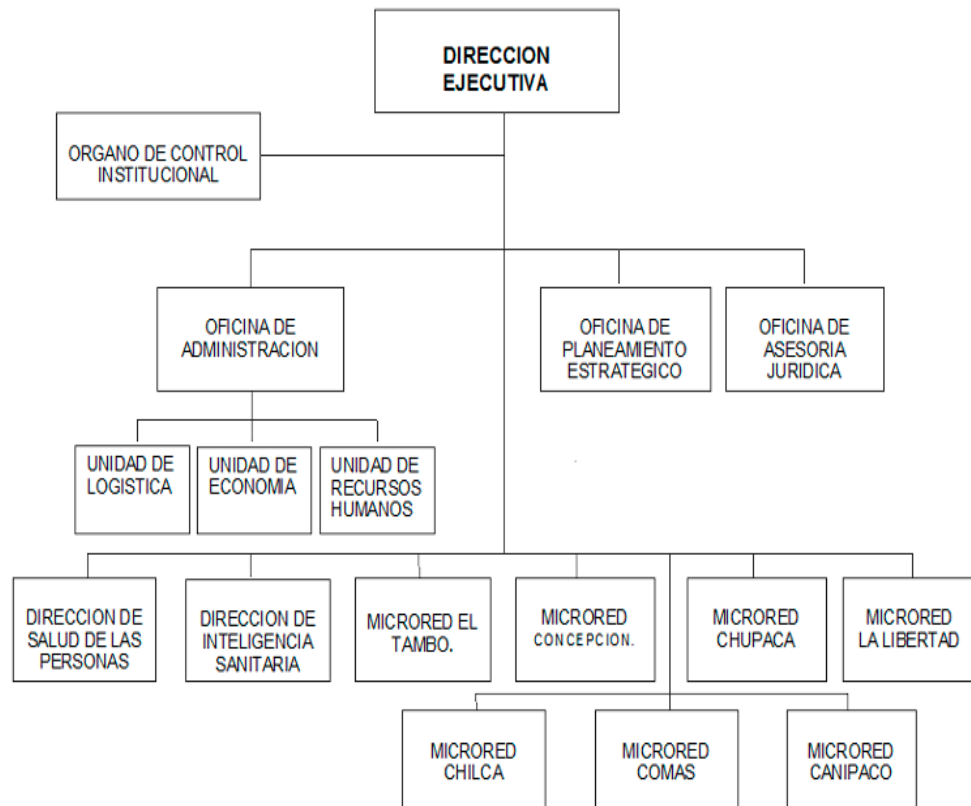 DIRECCION
EJECUTIVA
ORGANO DE CONTROL
INSTITUCIONAL
OFICINA DE
ADMINISTRACION
OFICINA DE
PLANEAMIENTO
ESTRATEGICO
OFICINA DE
ASESORIA
JURIDICA
UNIDAD DE
LOGISTICA
UNIDAD DE
ECONOMIA
UNIDAD DE
RECURSOS
HUMANOS
DIRECCION DE
SALUD DE LAS
PERSONAS
DIRECCION DE
INTELIGENCIA
SANITARIA
MICRORED EL
TAMBO.
MICRORED
CONCEPCION.
MICRORED
CHUPACA
MICRORED
LA LIBERTAD
MICRORED
CHILCA
MICRORED
COMAS
MICRORED
CANIPACO